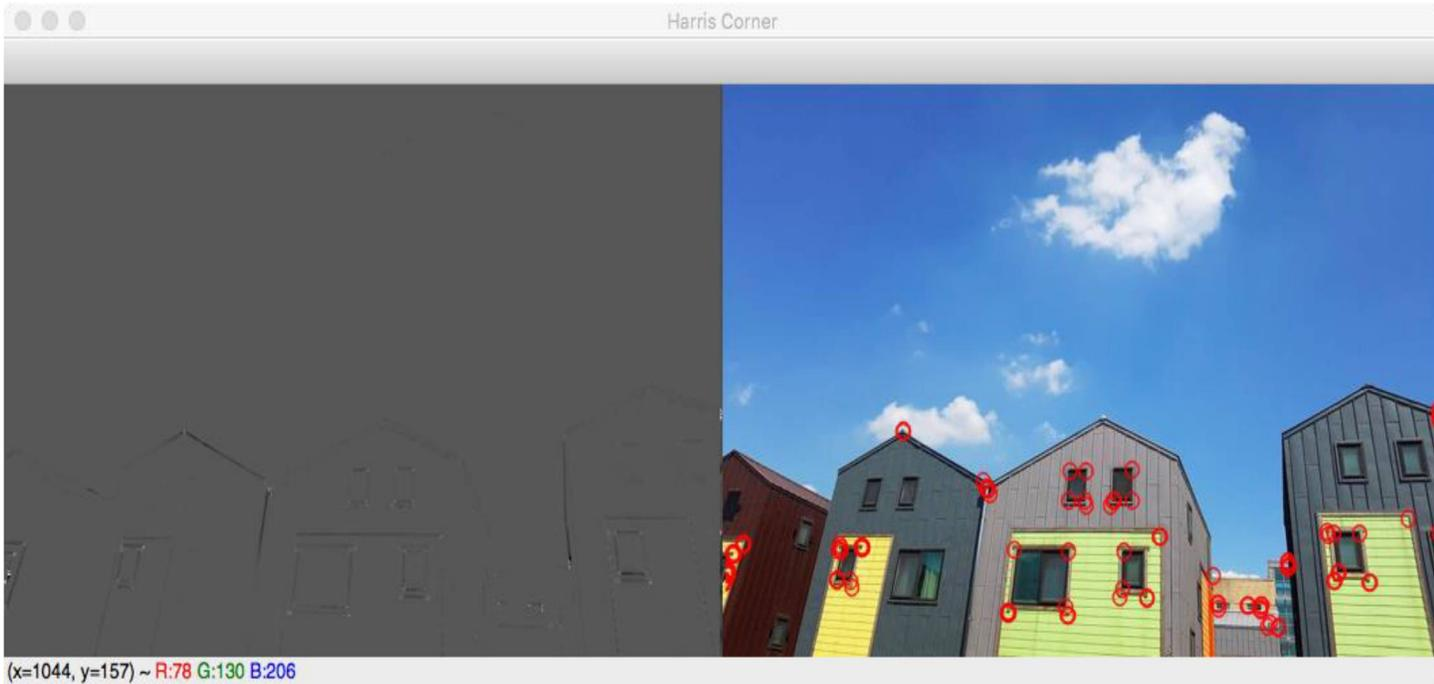 Harris Corner
(x=1044, y=157) ~ R:78 G:130 B:206